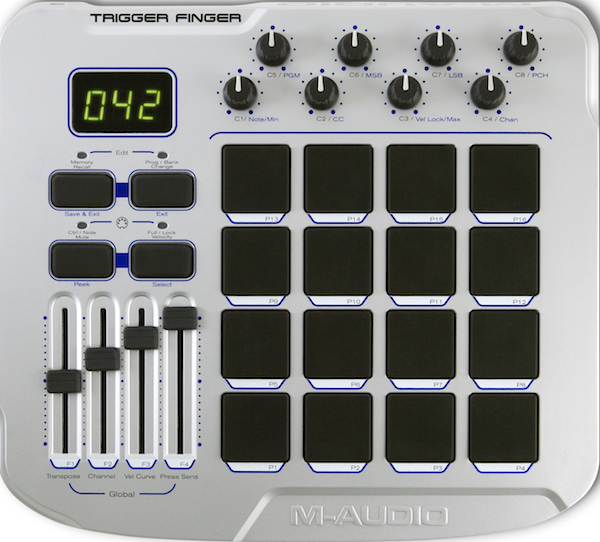 TRIGGER FINGER
042
C5 / PGM
C6 / MSB
C7 / LSB
C8 / PCH
C1/ Note/Min
C2 / CC
C3 / Vel Lock/Max
C4 / Chan
Edit
Memory
Recall
Prog / Bank
Change
Save & Exit
Exit
Ctrl / Note
Mute
Full / Lock
Velocity
Peek
Select
P13
P14
P15
P16
P9
P10
P11
P12
P5
P6
P7
P8
P1
P2
P3
P4
F1
F2
F3
F4
Transpose
Channel
Vel Curve
Press Sens
Global
M-AUDIO